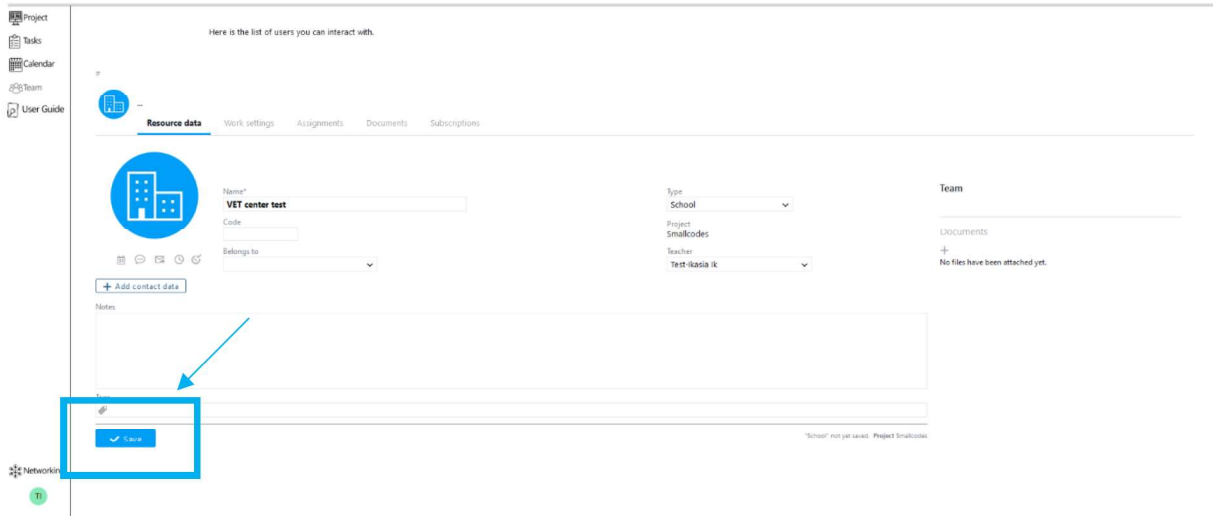 Project
Tasks
Calendar
Team
User Guide
Here is the list of users you can interact with.
...
Resource data Work settings Assignments Documents Subscriptions
Name*
VET center test
Code
Belongs to
Type
School
Project
Smallcodes
Teacher
Test-Ikasia Ik
Team
Documents
+
No files have been attached yet.
+ Add contact data
Notes
Save
"School" not yet saved. Project Smallcodes
Networkin
TI